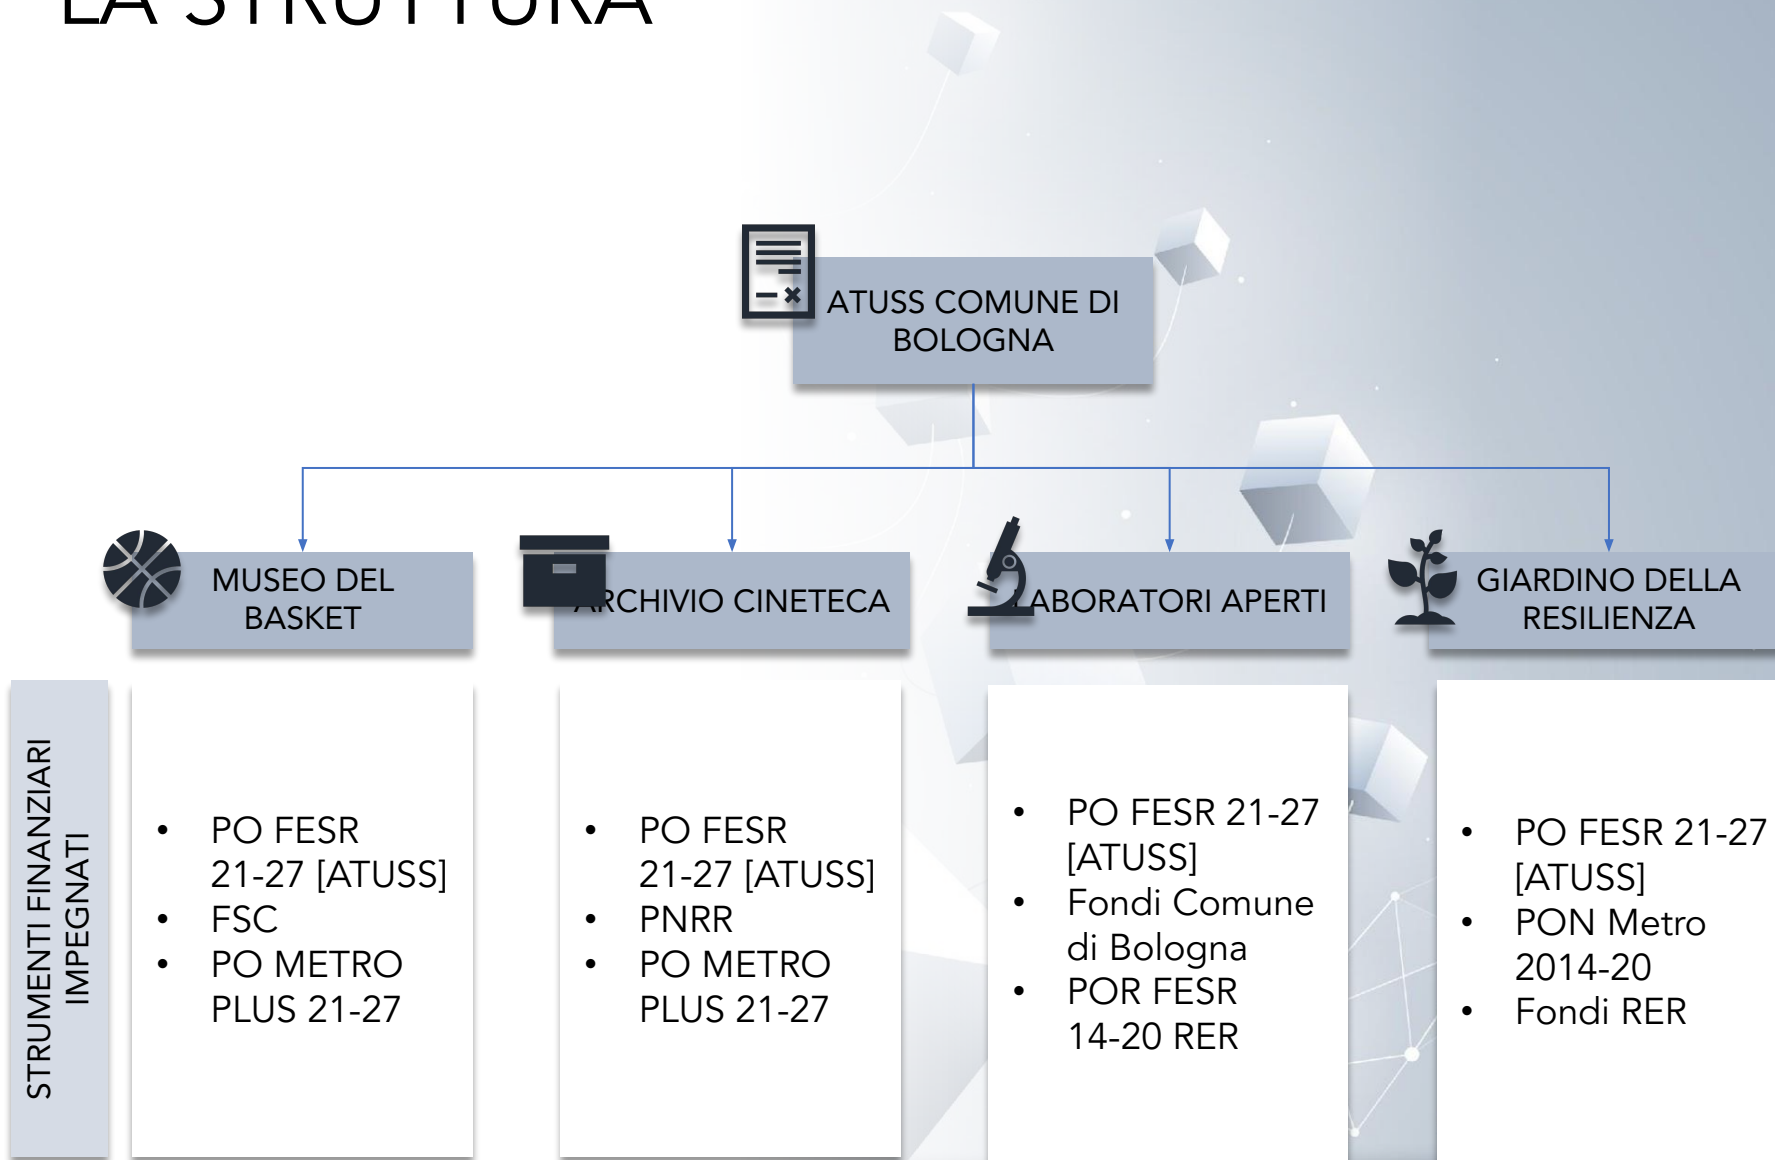 LA STRUTTURA
ATUSS COMUNE DI
BOLOGNA
MUSEO DEL
BASKET
ARCHIVIO CINETECA
LABORATORI APERTI
GIARDINO DELLA
RESILIENZA
STRUMENTI FINANZIARI
IMPEGNATI
• PO FESR
21-27 [ATUSS]
• FSC
• PO METRO
PLUS 21-27
• PO FESR
21-27 [ATUSS]
• PNRR
• PO METRO
PLUS 21-27
• PO FESR 21-27
[ATUSS]
• Fondi Comune
di Bologna
• POR FESR
14-20 RER
• PO FESR 21-27
[ATUSS]
• PON Metro
2014-20
• Fondi RER